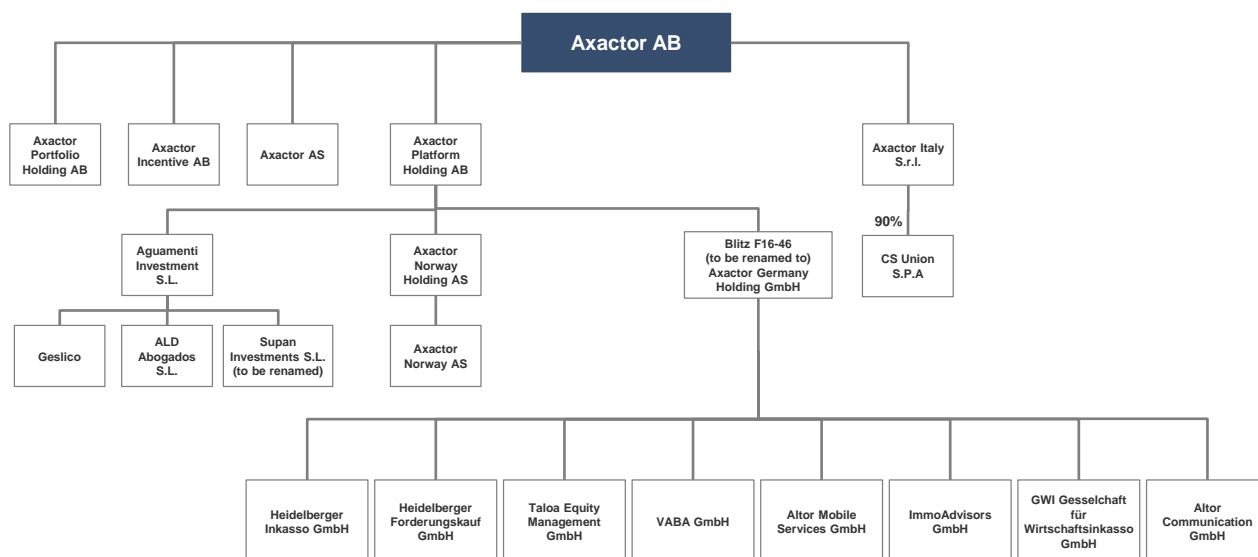 Axactor AB
Axactor
Portfolio
Holding AB
Axactor
Incentive AB
Axactor AS
Axactor
Platform
Holding AB
Axactor Italy
S.r.l.
90%
Aguamenti
Investment
S.L.
Axactor
Norway
Holding AS
Blitz F16-46
(to be renamed to)
Axactor Germany
Holding GmbH
CS Union
S.P.A
Geslico
ALD
Abogados
S.L.
Supan
Investments S.L.
(to be renamed)
Axactor
Norway AS
Heidelberger
Inkasso GmbH
Heidelberger
Forderungskauf
GmbH
Taloa Equity
Management
GmbH
VABA GmbH
Altor Mobile
Services GmbH
ImmoAdvisors
GmbH
GWI Gesselchaft
für
Wirtschaftsinkasso
GmbH
Altor
Communication
GmbH